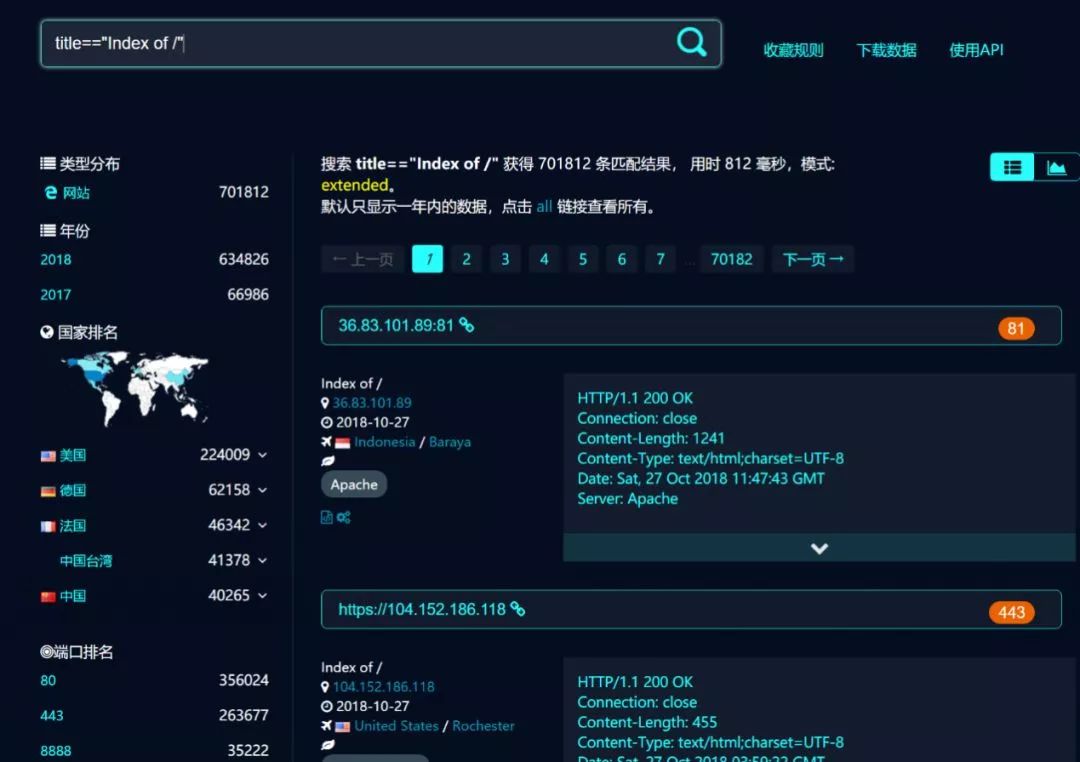 title=="Index of /"
收藏规则 下载数据 使用API
类型分布
网站 701812
年份
2018 634826
2017 66986
国家排名
美国 224009
德国 62158
法国 46342
中国台湾 41378
中国 40265
端口排名
80 356024
443 263677
8888 35222
搜索 title=="Index of /" 获得 701812 条匹配结果， 用时 812 毫秒，模式:
extended。
默认只显示一年内的数据，点击 all 链接查看所有。
←上一页 1 2 3 4 5 6 7 ... 70182 下一页→
36.83.101.89:81 81
Index of /
36.83.101.89
2018-10-27
Indonesia / Baraya
Apache
HTTP/1.1 200 OK
Connection: close
Content-Length: 1241
Content-Type: text/html;charset=UTF-8
Date: Sat, 27 Oct 2018 11:47:43 GMT
Server: Apache
https://104.152.186.118 443
Index of /
104.152.186.118
2018-10-27
United States / Rochester
HTTP/1.1 200 OK
Connection: close
Content-Length: 455
Content-Type: text/html;charset=UTF-8
Date: Sat, 27 Oct 2018 03:59:22 GMT